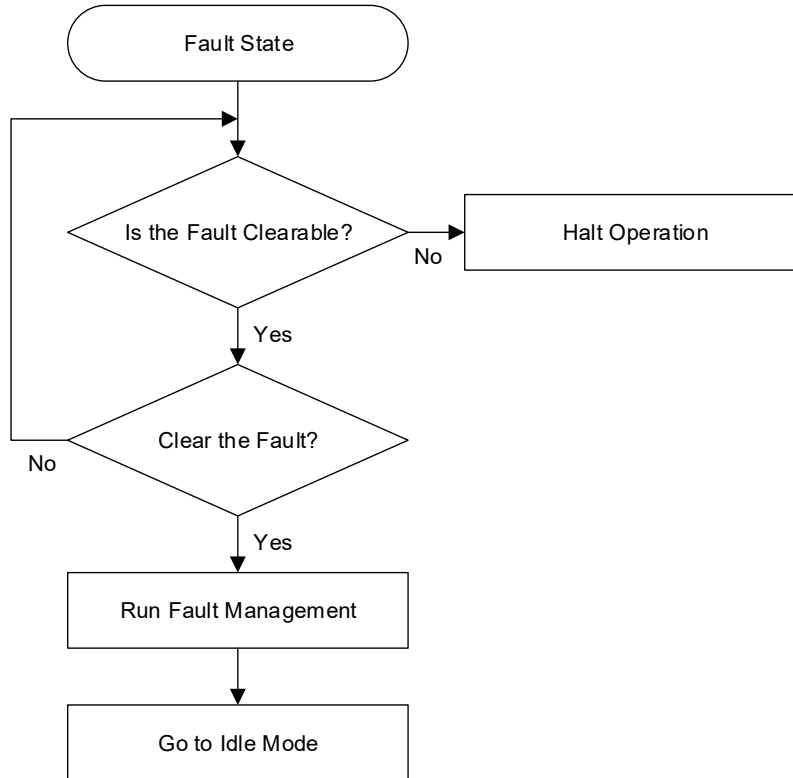 Fault State
Is the Fault Clearable?
No
Halt Operation
Yes
Clear the Fault?
No
Yes
Run Fault Management
Go to Idle Mode